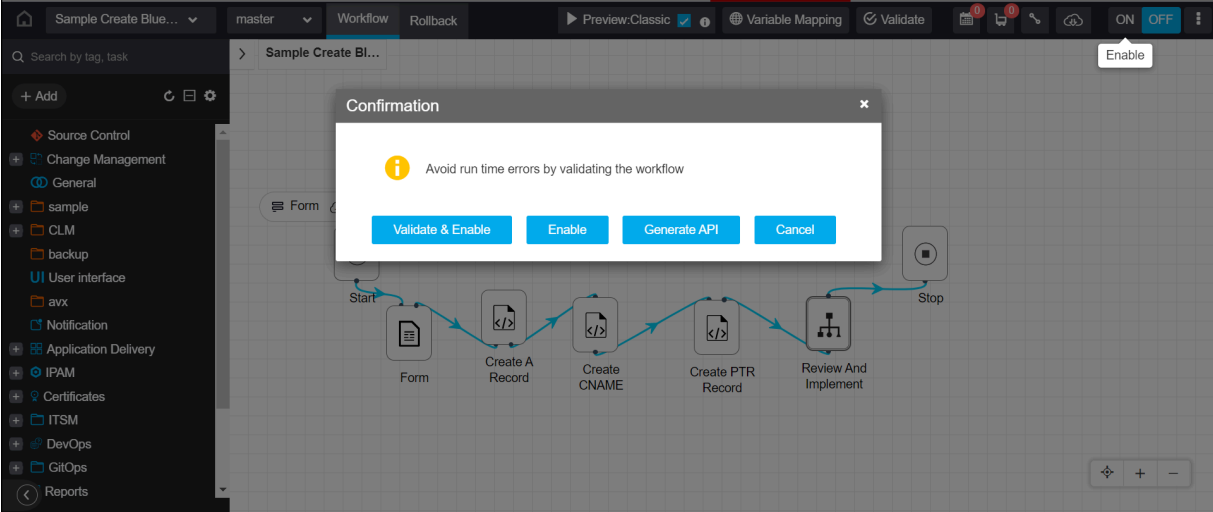 Sample Create Blue...
master
Workflow
Rollback
Preview:Classic
Variable Mapping
Validate
0
0
ON
OFF
Enable
Search by tag, task
Sample Create Bl...
+ Add
Source Control
Change Management
General
sample
CLM
backup
UI User interface
avx
Notification
Application Delivery
IPAM
Certificates
ITSM
DevOps
GitOps
Reports
Confirmation
×
Avoid run time errors by validating the workflow
Validate & Enable
Enable
Generate API
Cancel
Form
Start
Form
Create A
Record
Create
CNAME
Create PTR
Record
Review And
Implement
Stop